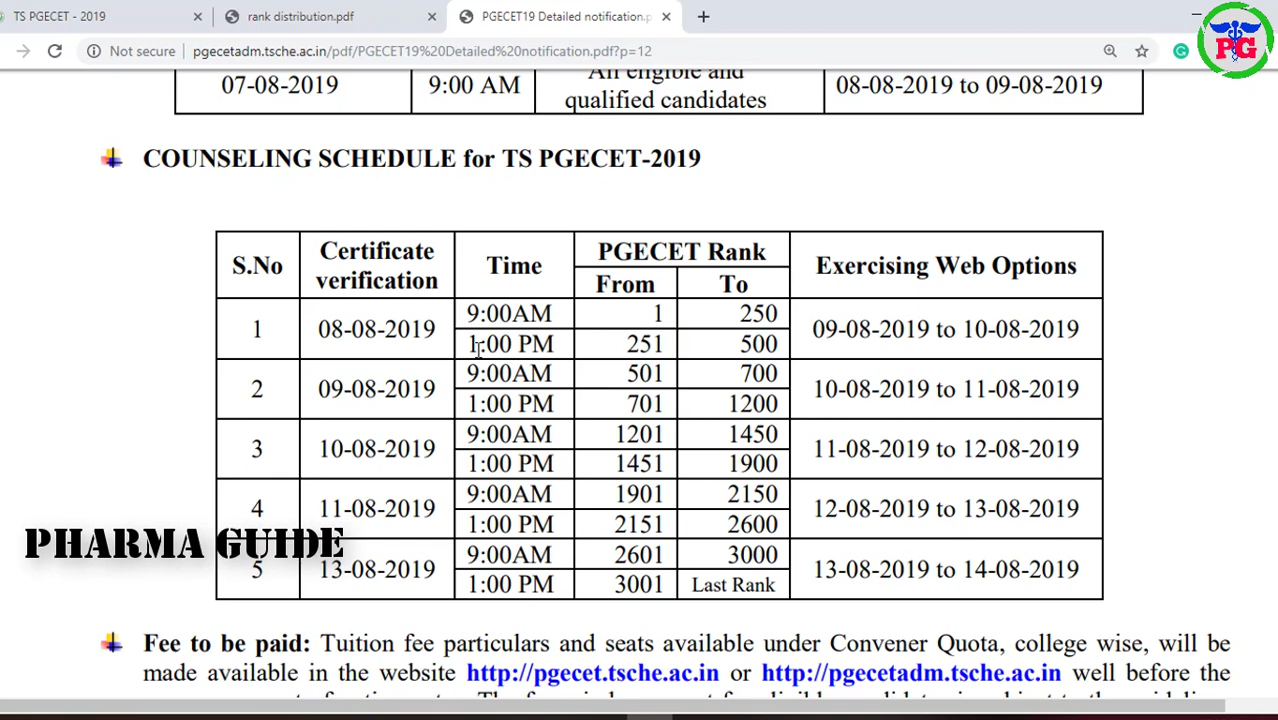 TS PGECET - 2019 rank distribution.pdf PGECET19 Detailed notification.p
Not secure pgecetadm.tsche.ac.in/pdf/PGECET19%20Detailed%20notification.pdf?p=12
PG
07-08-2019 9:00 AM All eligible and qualified candidates 08-08-2019 to 09-08-2019
COUNSELING SCHEDULE for TS PGECET-2019
S.No Certificate verification Time PGECET Rank Exercising Web Options
From To
1 08-08-2019 9:00AM 1 250 09-08-2019 to 10-08-2019
1:00 PM 251 500
2 09-08-2019 9:00AM 501 700 10-08-2019 to 11-08-2019
1:00 PM 701 1200
3 10-08-2019 9:00AM 1201 1450 11-08-2019 to 12-08-2019
1:00 PM 1451 1900
4 11-08-2019 9:00AM 1901 2150 12-08-2019 to 13-08-2019
1:00 PM 2151 2600
PHARMA GUIDE
5 13-08-2019 9:00AM 2601 3000 13-08-2019 to 14-08-2019
1:00 PM 3001 Last Rank
Fee to be paid: Tuition fee particulars and seats available under Convener Quota, college wise, will be
made available in the website http://pgecet.tsche.ac.in or http://pgecetadm.tsche.ac.in well before the